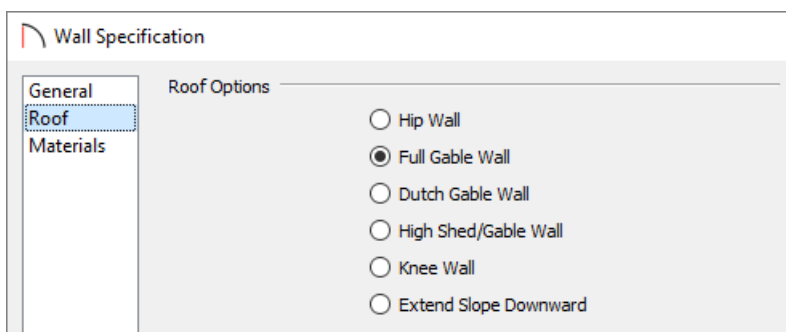 Wall Specification
General
Roof
Materials
Roof Options
Hip Wall
Full Gable Wall
Dutch Gable Wall
High Shed/Gable Wall
Knee Wall
Extend Slope Downward